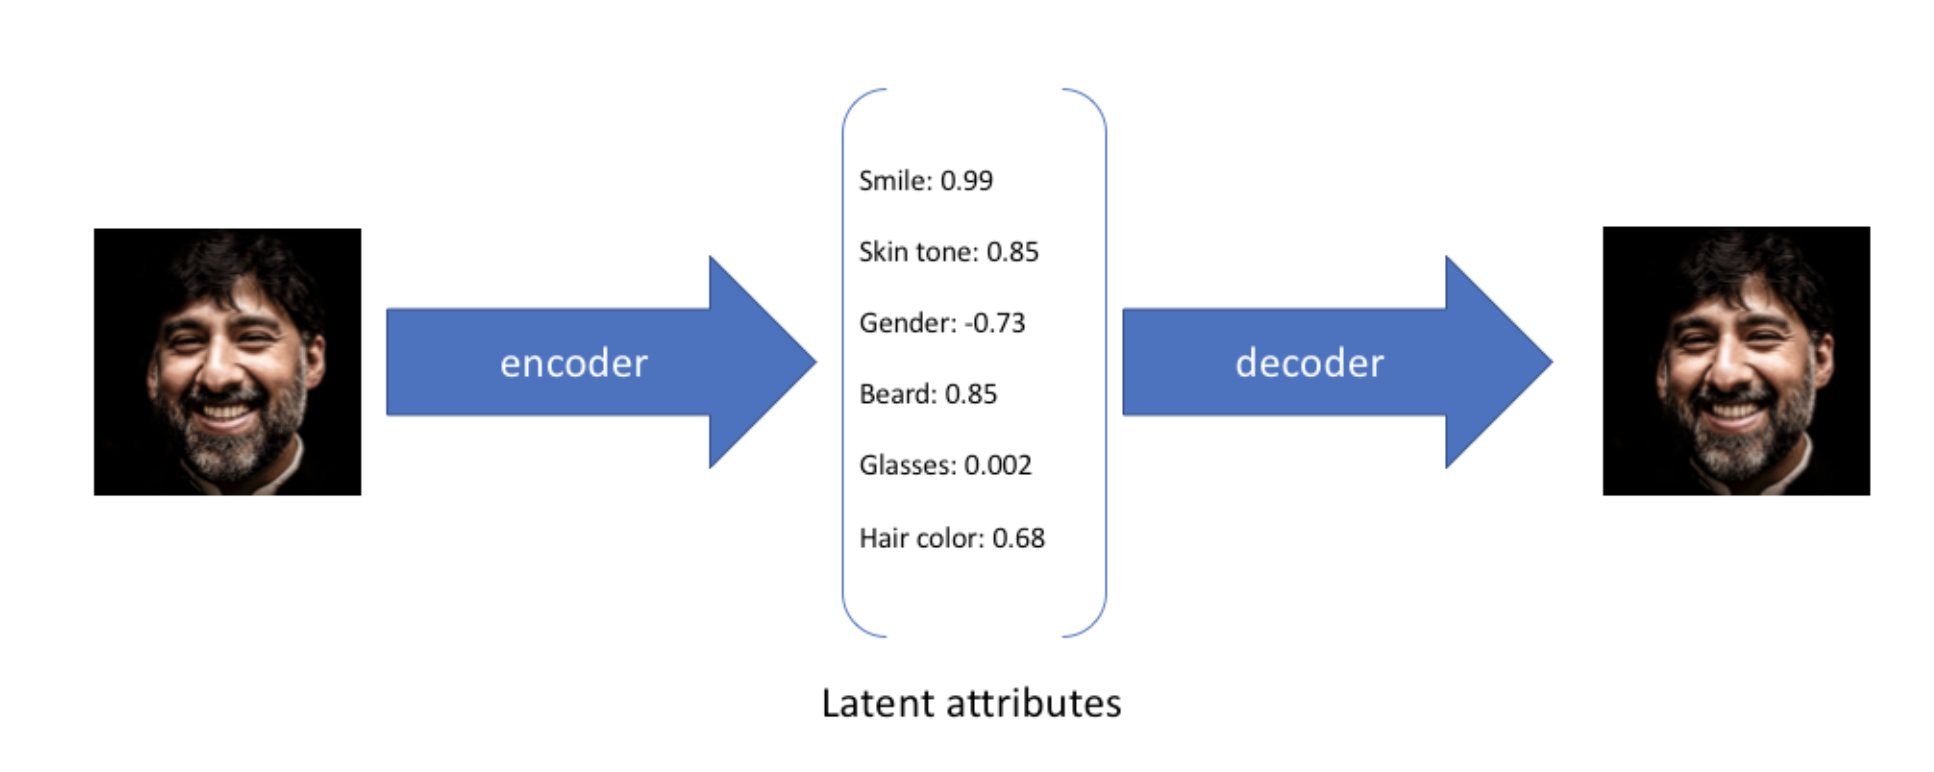 encoder
Smile: 0.99
Skin tone: 0.85
Gender: -0.73
Beard: 0.85
Glasses: 0.002
Hair color: 0.68
decoder
Latent attributes